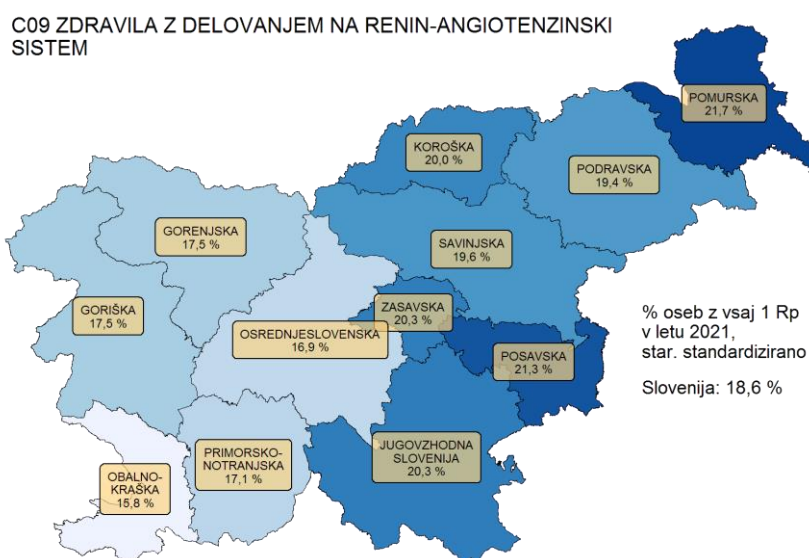 C09 ZDRAVILA Z DELOVANJEM NA RENIN-ANGIOTENZINSKI
SISTEM
POMURSKA
21,7 %
KOROŠKA
20,0 %
PODRAVSKA
19,4 %
GORENJSKA
17,5 %
SAVINJSKA
19,6 %
GORIŠKA
17,5 %
ZASAVSKA
20,3 %
OSREDNJESLOVENSKA
16,9 %
POSAVSKA
21,3 %
% oseb z vsaj 1 Rp
v letu 2021,
star. standardizirano
Slovenija: 18,6 %
PRIMORSKO-
NOTRANJSKA
17,1 %
JUGOVZHODNA
SLOVENIJA
20,3 %
OBALNO-
KRAŠKA
15,8 %